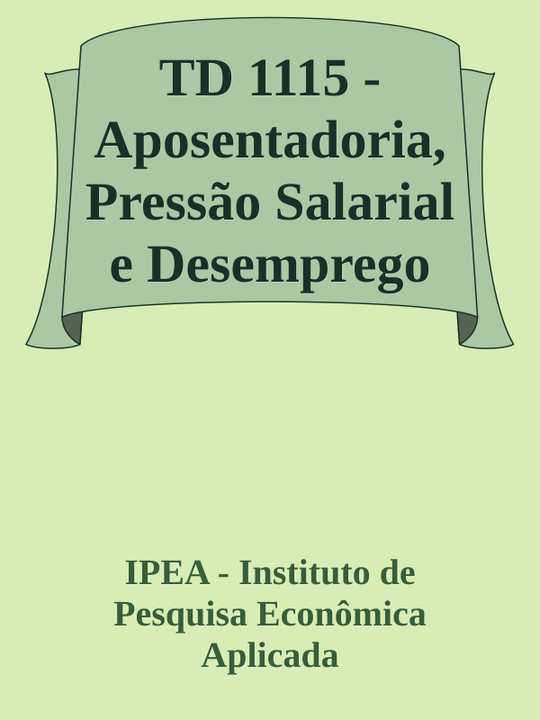 TD 1115 -
Aposentadoria,
Pressão Salarial
e Desemprego
IPEA - Instituto de
Pesquisa Econômica
Aplicada